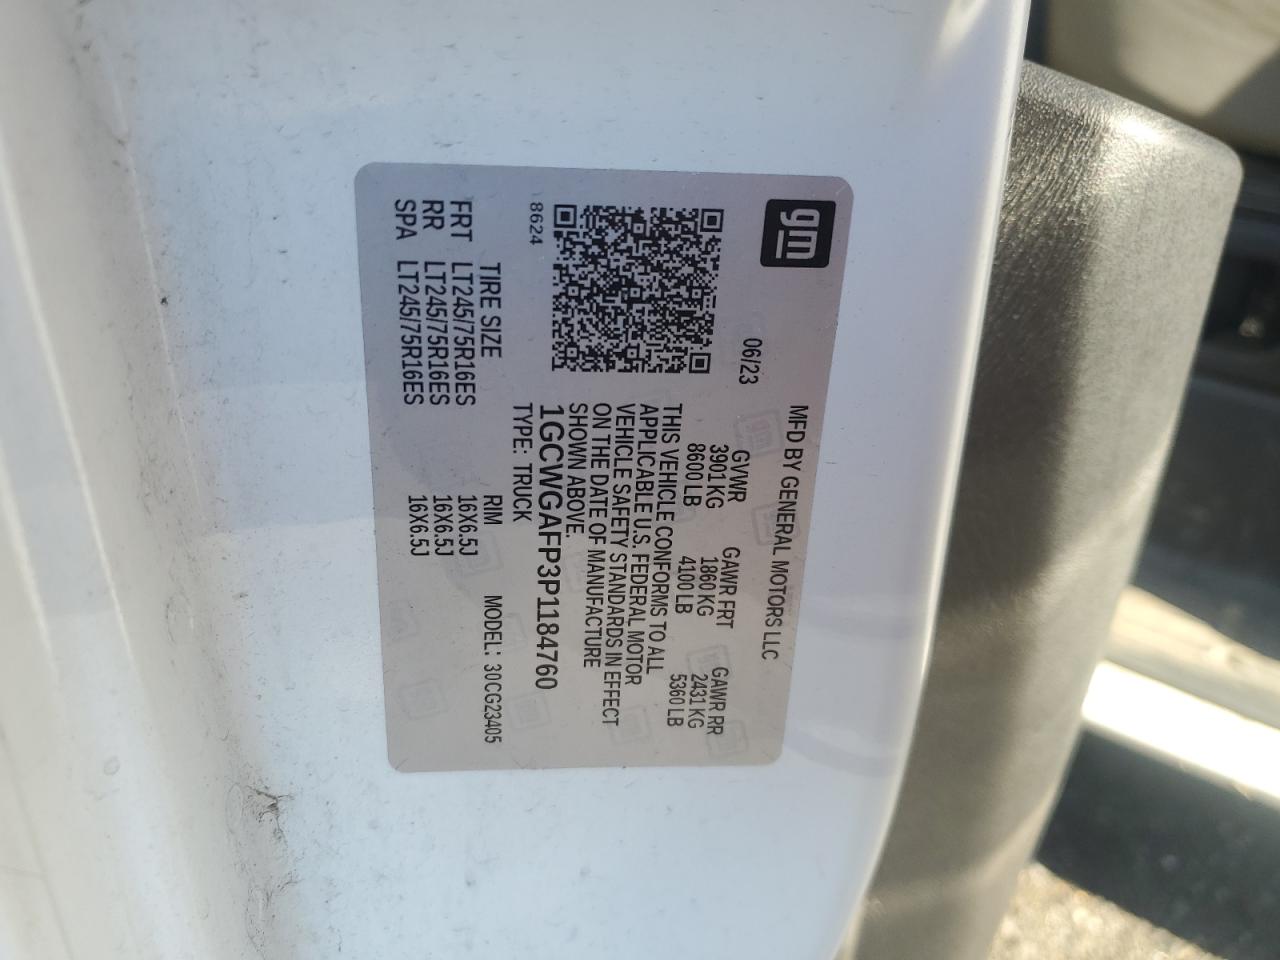 gm
MFD BY GENERAL MOTORS LLC
06/23
GVWR GAWR FRT GAWR RR
3901 KG 1860 KG 2431 KG
8600 LB 4100 LB 5360 LB
THIS VEHICLE CONFORMS TO ALL
APPLICABLE U.S. FEDERAL MOTOR
VEHICLE SAFETY STANDARDS IN EFFECT
ON THE DATE OF MANUFACTURE
SHOWN ABOVE.
1GCWGAFP3P1184760
TYPE: TRUCK
8624
MODEL: 30CG23405
TIRE SIZE RIM
FRT LT245/75R16ES 16X6.5J
RR LT245/75R16ES 16X6.5J
SPA LT245/75R16ES 16X6.5J